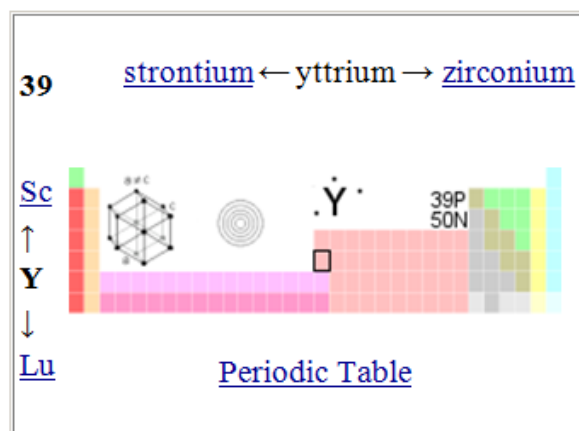 39
strontium ← yttrium → zirconium
Sc
↑
Y
↓
Lu
a ≠ c
c
a
Y
39P
50N
Periodic Table